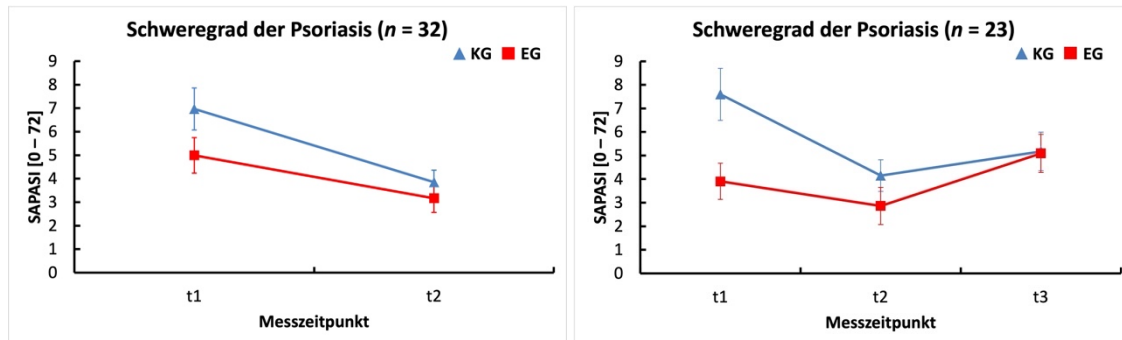 Schweregrad der Psoriasis (n = 32)
KG EG
SAPASI [0 – 72]
9
8
7
6
5
4
3
2
1
0
t1 t2
Messzeitpunkt
Schweregrad der Psoriasis (n = 23)
KG EG
SAPASI [0 – 72]
9
8
7
6
5
4
3
2
1
0
t1 t2 t3
Messzeitpunkt